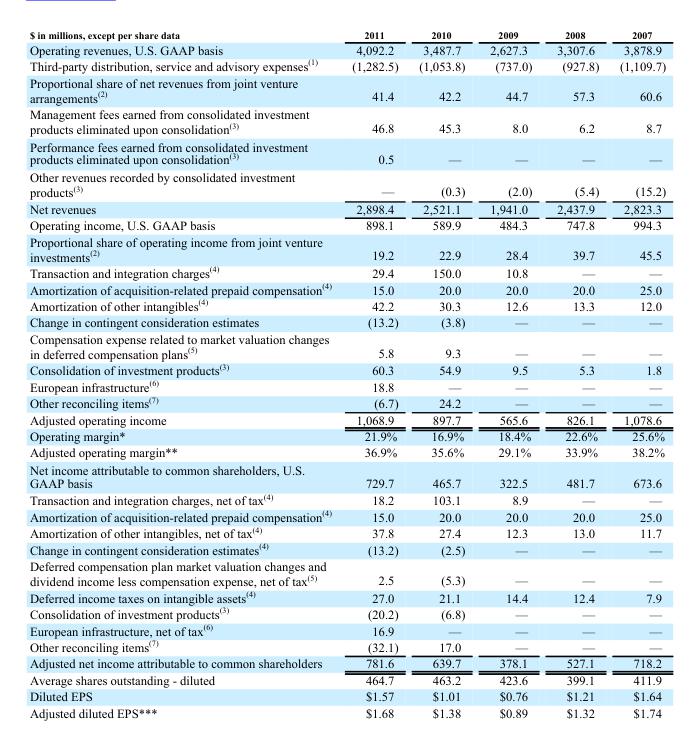 $ in millions, except per share data 2011 2010 2009 2008 2007
Operating revenues, U.S. GAAP basis 4,092.2 3,487.7 2,627.3 3,307.6 3,878.9
Third-party distribution, service and advisory expenses(1) (1,282.5) (1,053.8) (737.0) (927.8) (1,109.7)
Proportional share of net revenues from joint venture
arrangements(2) 41.4 42.2 44.7 57.3 60.6
Management fees earned from consolidated investment
products eliminated upon consolidation(3) 46.8 45.3 8.0 6.2 8.7
Performance fees earned from consolidated investment
products eliminated upon consolidation(3) 0.5 — — — —
Other revenues recorded by consolidated investment
products(3) — (0.3) (2.0) (5.4) (15.2)
Net revenues 2,898.4 2,521.1 1,941.0 2,437.9 2,823.3
Operating income, U.S. GAAP basis 898.1 589.9 484.3 747.8 994.3
Proportional share of operating income from joint venture
investments(2) 19.2 22.9 28.4 39.7 45.5
Transaction and integration charges(4) 29.4 150.0 10.8 — —
Amortization of acquisition-related prepaid compensation(4) 15.0 20.0 20.0 20.0 25.0
Amortization of other intangibles(4) 42.2 30.3 12.6 13.3 12.0
Change in contingent consideration estimates (13.2) (3.8) — — —
Compensation expense related to market valuation changes
in deferred compensation plans(5) 5.8 9.3 — — —
Consolidation of investment products(3) 60.3 54.9 9.5 5.3 1.8
European infrastructure(6) 18.8 — — — —
Other reconciling items(7) (6.7) 24.2 — — —
Adjusted operating income 1,068.9 897.7 565.6 826.1 1,078.6
Operating margin* 21.9% 16.9% 18.4% 22.6% 25.6%
Adjusted operating margin** 36.9% 35.6% 29.1% 33.9% 38.2%
Net income attributable to common shareholders, U.S.
GAAP basis 729.7 465.7 322.5 481.7 673.6
Transaction and integration charges, net of tax(4) 18.2 103.1 8.9 — —
Amortization of acquisition-related prepaid compensation(4) 15.0 20.0 20.0 20.0 25.0
Amortization of other intangibles, net of tax(4) 37.8 27.4 12.3 13.0 11.7
Change in contingent consideration estimates(4) (13.2) (2.5) — — —
Deferred compensation plan market valuation changes and
dividend income less compensation expense, net of tax(5) 2.5 (5.3) — — —
Deferred income taxes on intangible assets(4) 27.0 21.1 14.4 12.4 7.9
Consolidation of investment products(3) (20.2) (6.8) — — —
European infrastructure, net of tax(6) 16.9 — — — —
Other reconciling items(7) (32.1) 17.0 — — —
Adjusted net income attributable to common shareholders 781.6 639.7 378.1 527.1 718.2
Average shares outstanding - diluted 464.7 463.2 423.6 399.1 411.9
Diluted EPS $1.57 $1.01 $0.76 $1.21 $1.64
Adjusted diluted EPS*** $1.68 $1.38 $0.89 $1.32 $1.74